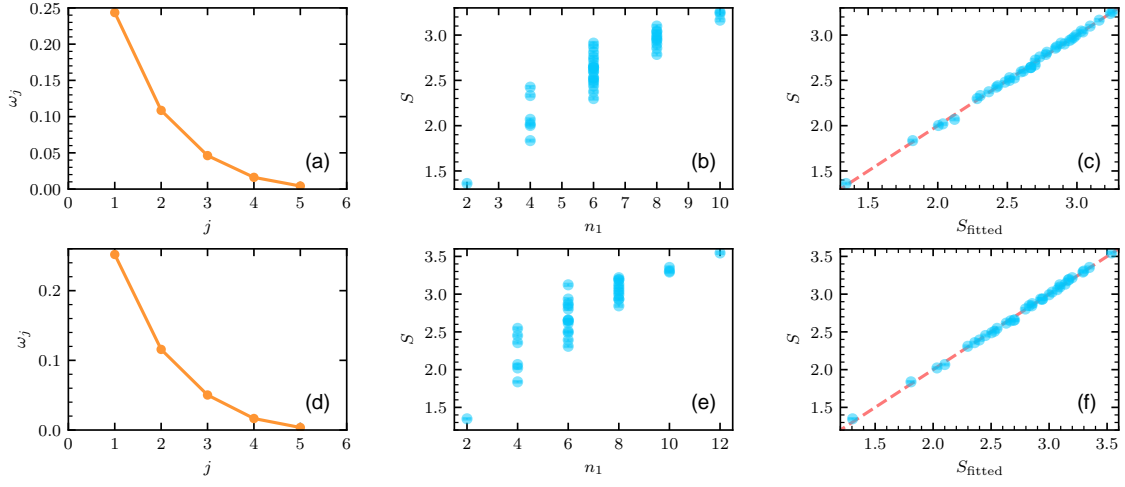 0.25
0.20
0.15
0.10
0.05
0.00
ω_j
0 1 2 3 4 5 6
j
(a)
3.0
2.5
2.0
1.5
S
2 3 4 5 6 7 8 9 10
n_1
(b)
3.0
2.5
2.0
1.5
S
1.5 2.0 2.5 3.0
S_fitted
(c)
0.2
0.1
0.0
ω_j
0 1 2 3 4 5 6
j
(d)
3.5
3.0
2.5
2.0
1.5
S
2 4 6 8 10 12
n_1
(e)
3.5
3.0
2.5
2.0
1.5
S
1.5 2.0 2.5 3.0 3.5
S_fitted
(f)